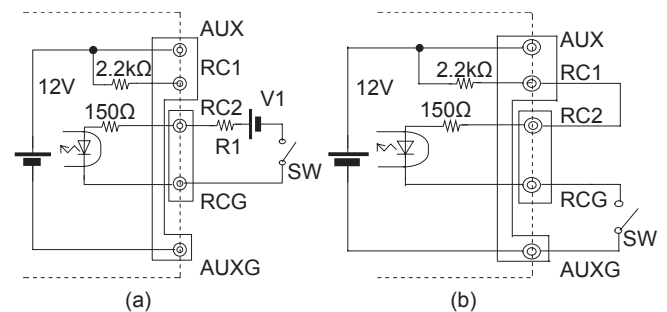 AUX
2.2kΩ
RC1
12V
150Ω
RC2
V1
R1
SW
RCG
AUXG
(a)
AUX
2.2kΩ
RC1
12V
150Ω
RC2
RCG
SW
AUXG
(b)